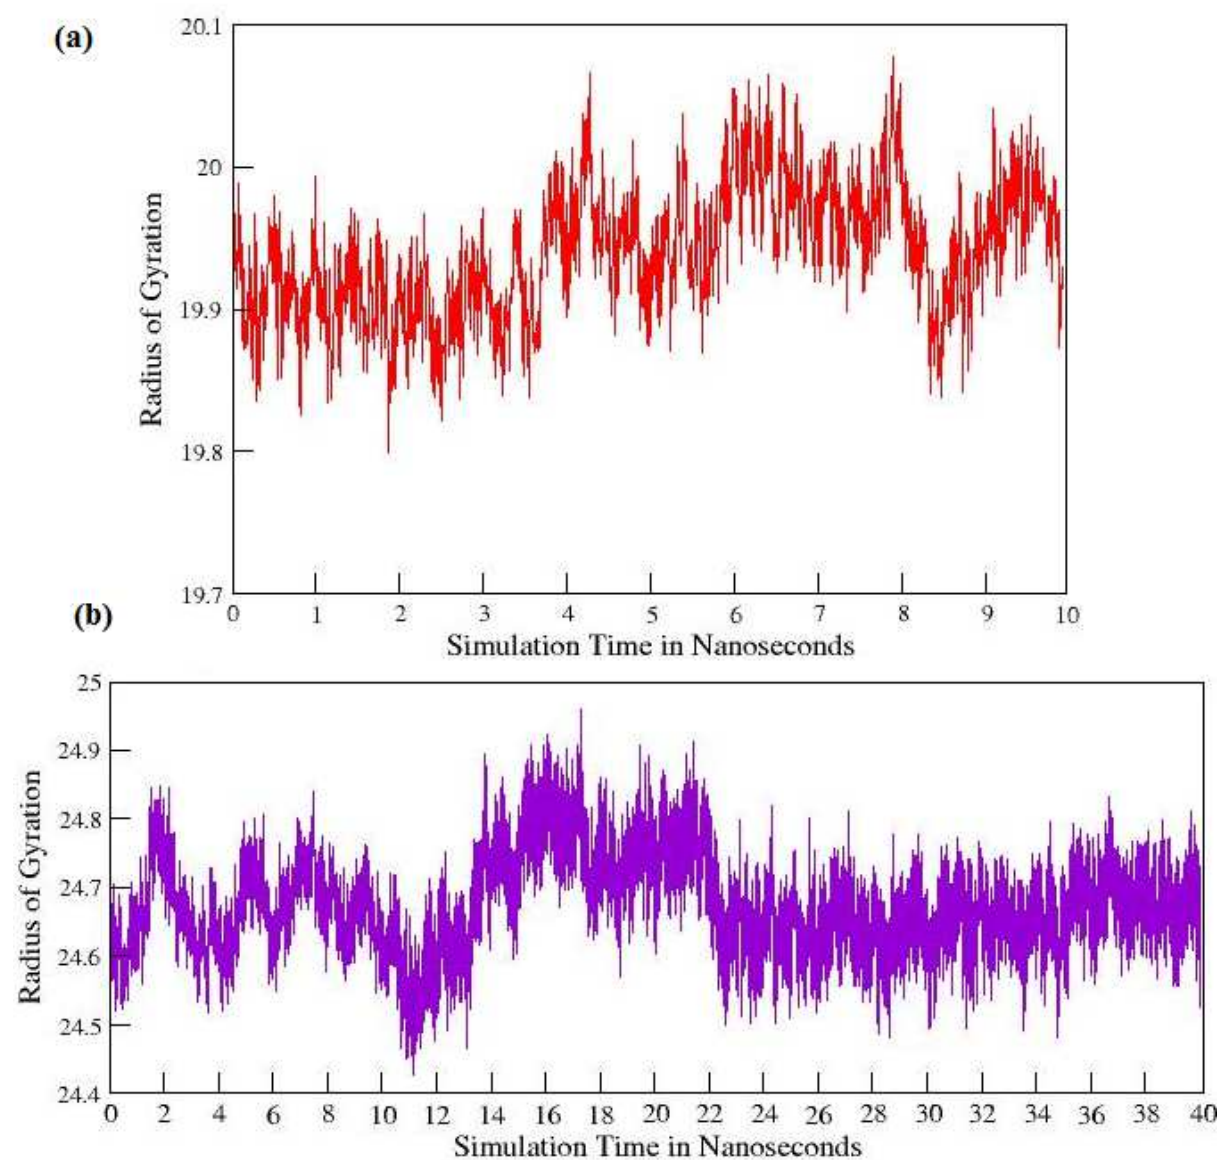 (a)
20.1
20
19.9
19.8
19.7
Radius of Gyration
0 1 2 3 4 5 6 7 8 9 10
Simulation Time in Nanoseconds
(b)
25
24.9
24.8
24.7
24.6
24.5
24.4
Radius of Gyration
0 2 4 6 8 10 12 14 16 18 20 22 24 26 28 30 32 34 36 38 40
Simulation Time in Nanoseconds